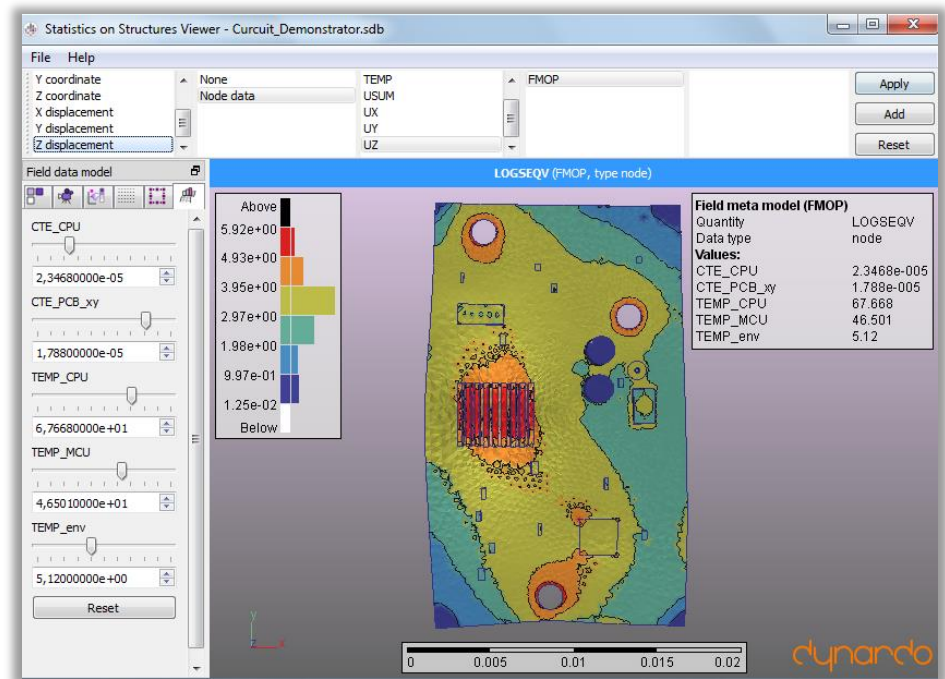 Statistics on Structures Viewer - Curcuit_Demonstrator.sdb
File Help
Y coordinate
Z coordinate
X displacement
Y displacement
Z displacement
None
Node data
TEMP
USUM
UX
UY
UZ
FMOP
Apply
Add
Reset
Field data model
LOGSEQV (FMOP, type node)
CTE_CPU
2,34680000e-05
CTE_PCB_xy
1,78800000e-05
TEMP_CPU
6,76680000e+01
TEMP_MCU
4,65010000e+01
TEMP_env
5,12000000e+00
Reset
Above
5.92e+00
4.93e+00
3.95e+00
2.97e+00
1.98e+00
9.97e-01
1.25e-02
Below
Field meta model (FMOP)
Quantity LOGSEQV
Data type node
Values:
CTE_CPU 2.3468e-005
CTE_PCB_xy 1.788e-005
TEMP_CPU 67.668
TEMP_MCU 46.501
TEMP_env 5.12
y
z x
0 0.005 0.01 0.015 0.02
dynardo